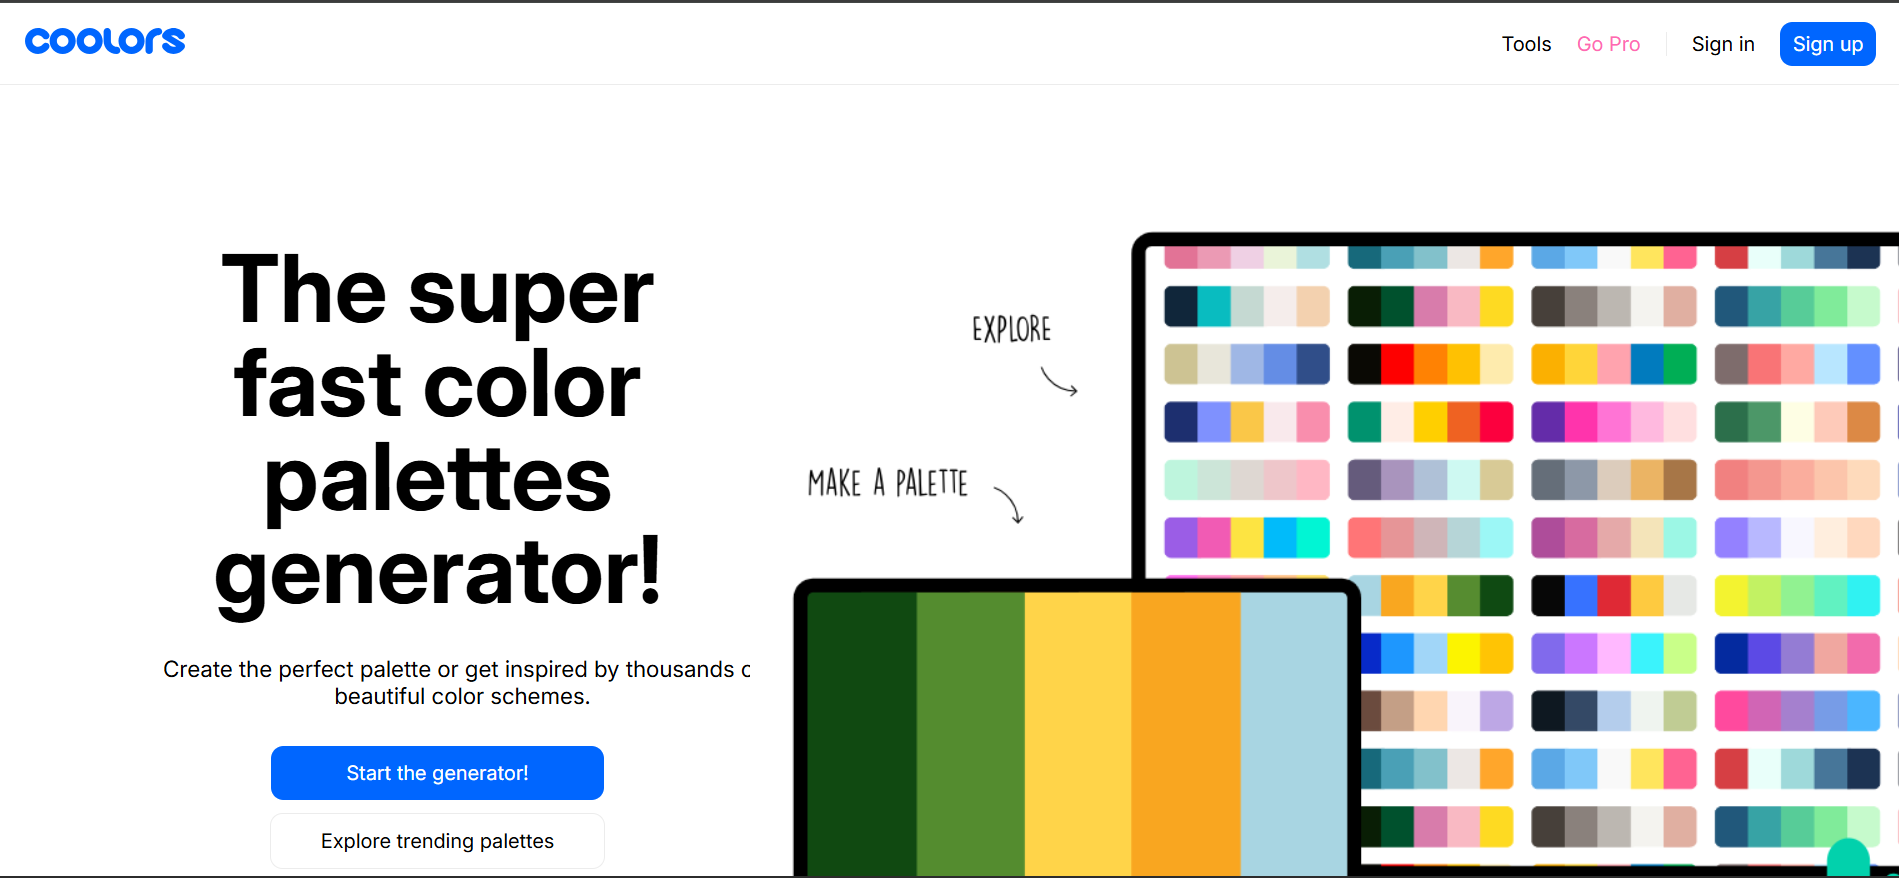 coolors
Tools
Go Pro
Sign in
Sign up
The super
fast color
palettes
generator!
Create the perfect palette or get inspired by thousands
beautiful color schemes.
Start the generator!
Explore trending palettes
EXPLORE
MAKE A PALETTE